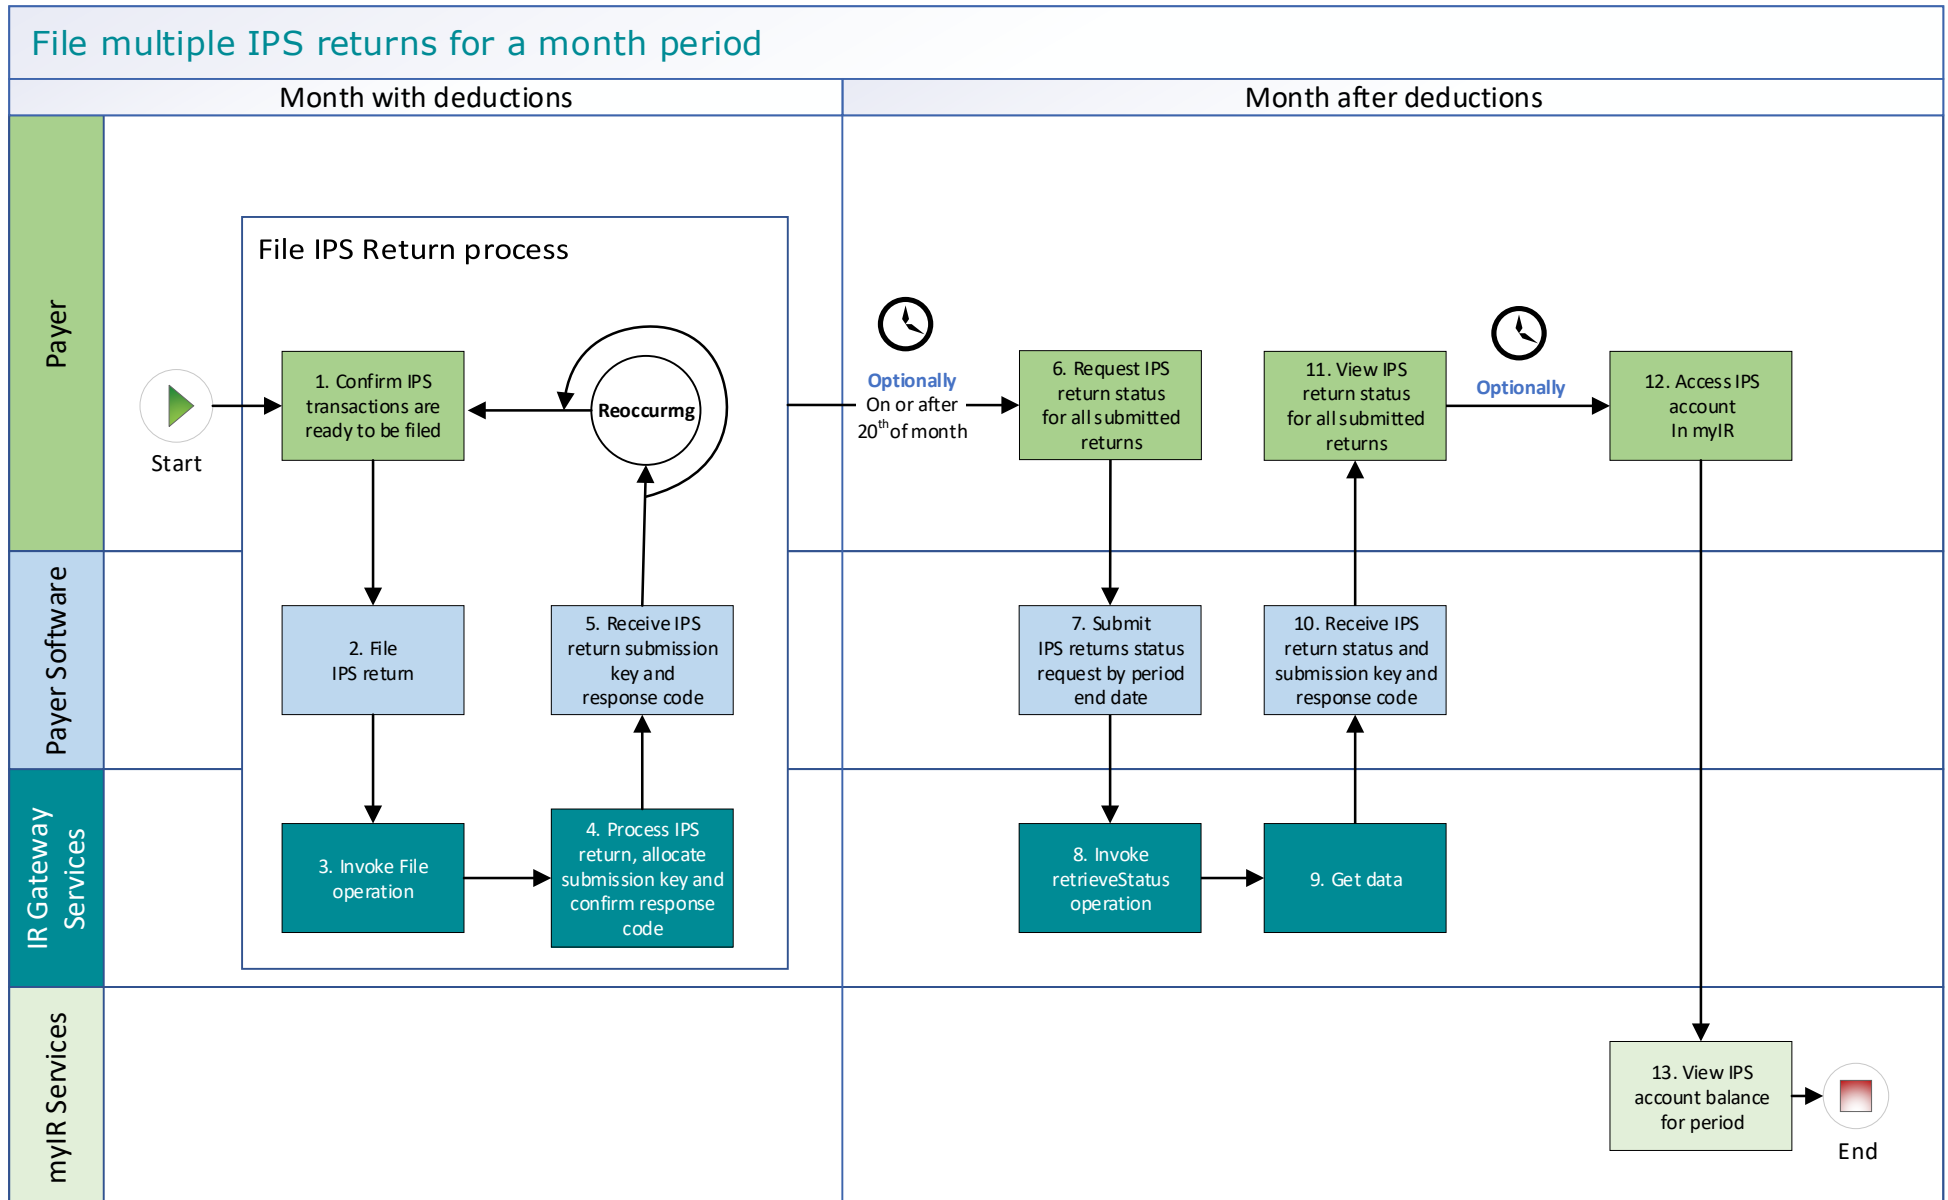 File multiple IPS returns for a month period
Month with deductions
Month after deductions
Payer
File IPS Return process
Start
1. Confirm IPS
transactions are
ready to be filed
Reoccurmg
Optionally
On or after
20th of month
6. Request IPS
return status
for all submitted
returns
11. View IPS
return status
for all submitted
returns
Optionally
12. Access IPS
account
In myIR
Payer Software
2. File
IPS return
5. Receive IPS
return submission
key and
response code
7. Submit
IPS returns status
request by period
end date
10. Receive IPS
return status and
submission key and
response code
IR Gateway
Services
3. Invoke File
operation
4. Process IPS
return, allocate
submission key and
confirm response
code
8. Invoke
retrieveStatus
operation
9. Get data
myIR Services
13. View IPS
account balance
for period
End